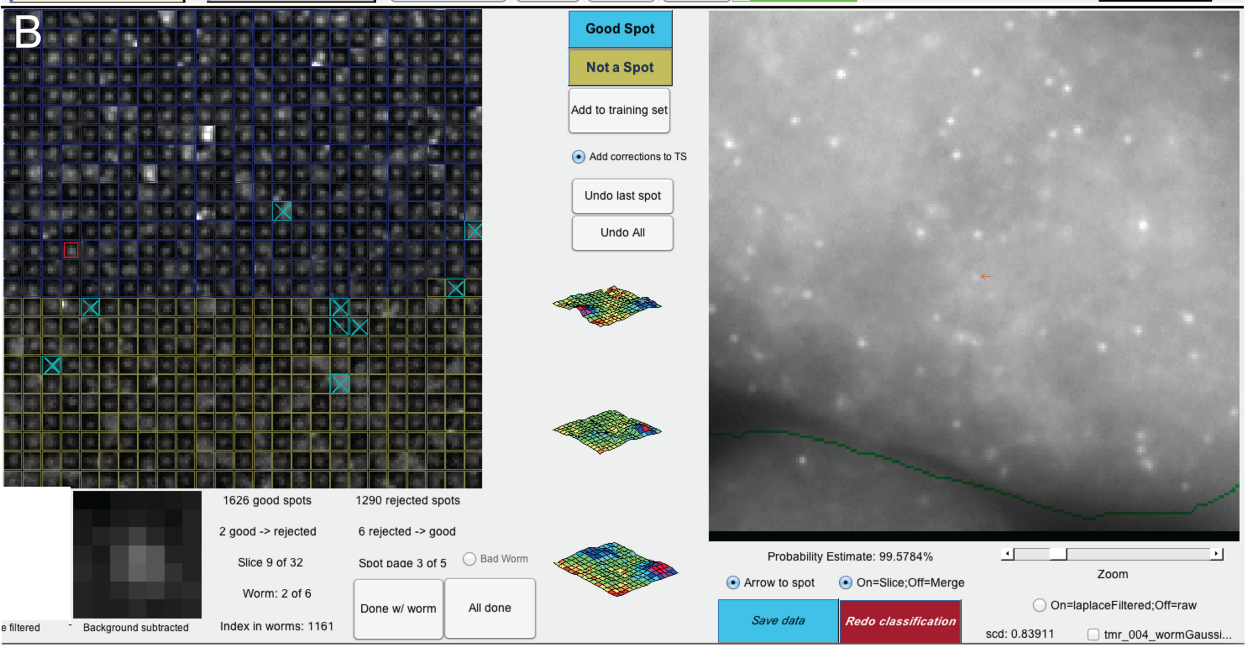 B
Good Spot
Not a Spot
Add to training set
Add corrections to TS
Undo last spot
Undo All
1626 good spots
1290 rejected spots
2 good -> rejected
6 rejected -> good
Slice 9 of 32
Spot page 3 of 5
Bad Worm
Worm: 2 of 6
Done w/ worm
All done
Index in worms: 1161
e filtered
Background subtracted
Probability Estimate: 99.5784%
Arrow to spot
On=Slice;Off=Merge
Zoom
On=laplaceFiltered;Off=raw
Save data
Redo classification
scd: 0.83911
tmr_004_wormGaussi...